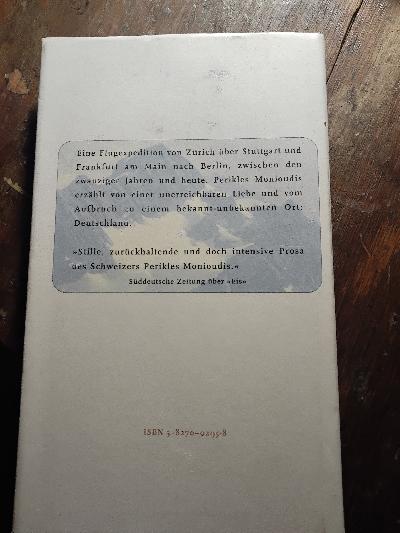 Eine Flugexpedition von Zürich über Stuttgart und
Frankfurt am Main nach Berlin, zwischen den
zwanziger Jahren und heute. Perikles Monioudis
erzählt von einer unerreichbaren Liebe und vom
Aufbruch zu einem bekannt-unbekannten Ort:
Deutschland.
»Stille, zurückhaltende und doch intensive Prosa
des Schweizers Perikles Monioudis.«
Süddeutsche Zeitung über »Eis«
ISBN 3-8270-0295-8